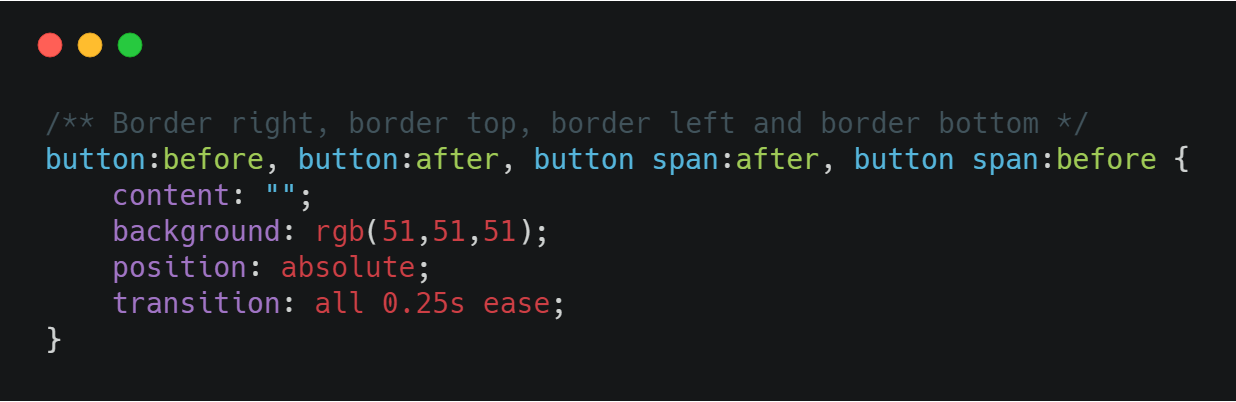 /** Border right, border top, border left and border bottom */
button:before, button:after, button span:after, button span:before {
    content: "";
    background: rgb(51,51,51);
    position: absolute;
    transition: all 0.25s ease;
}